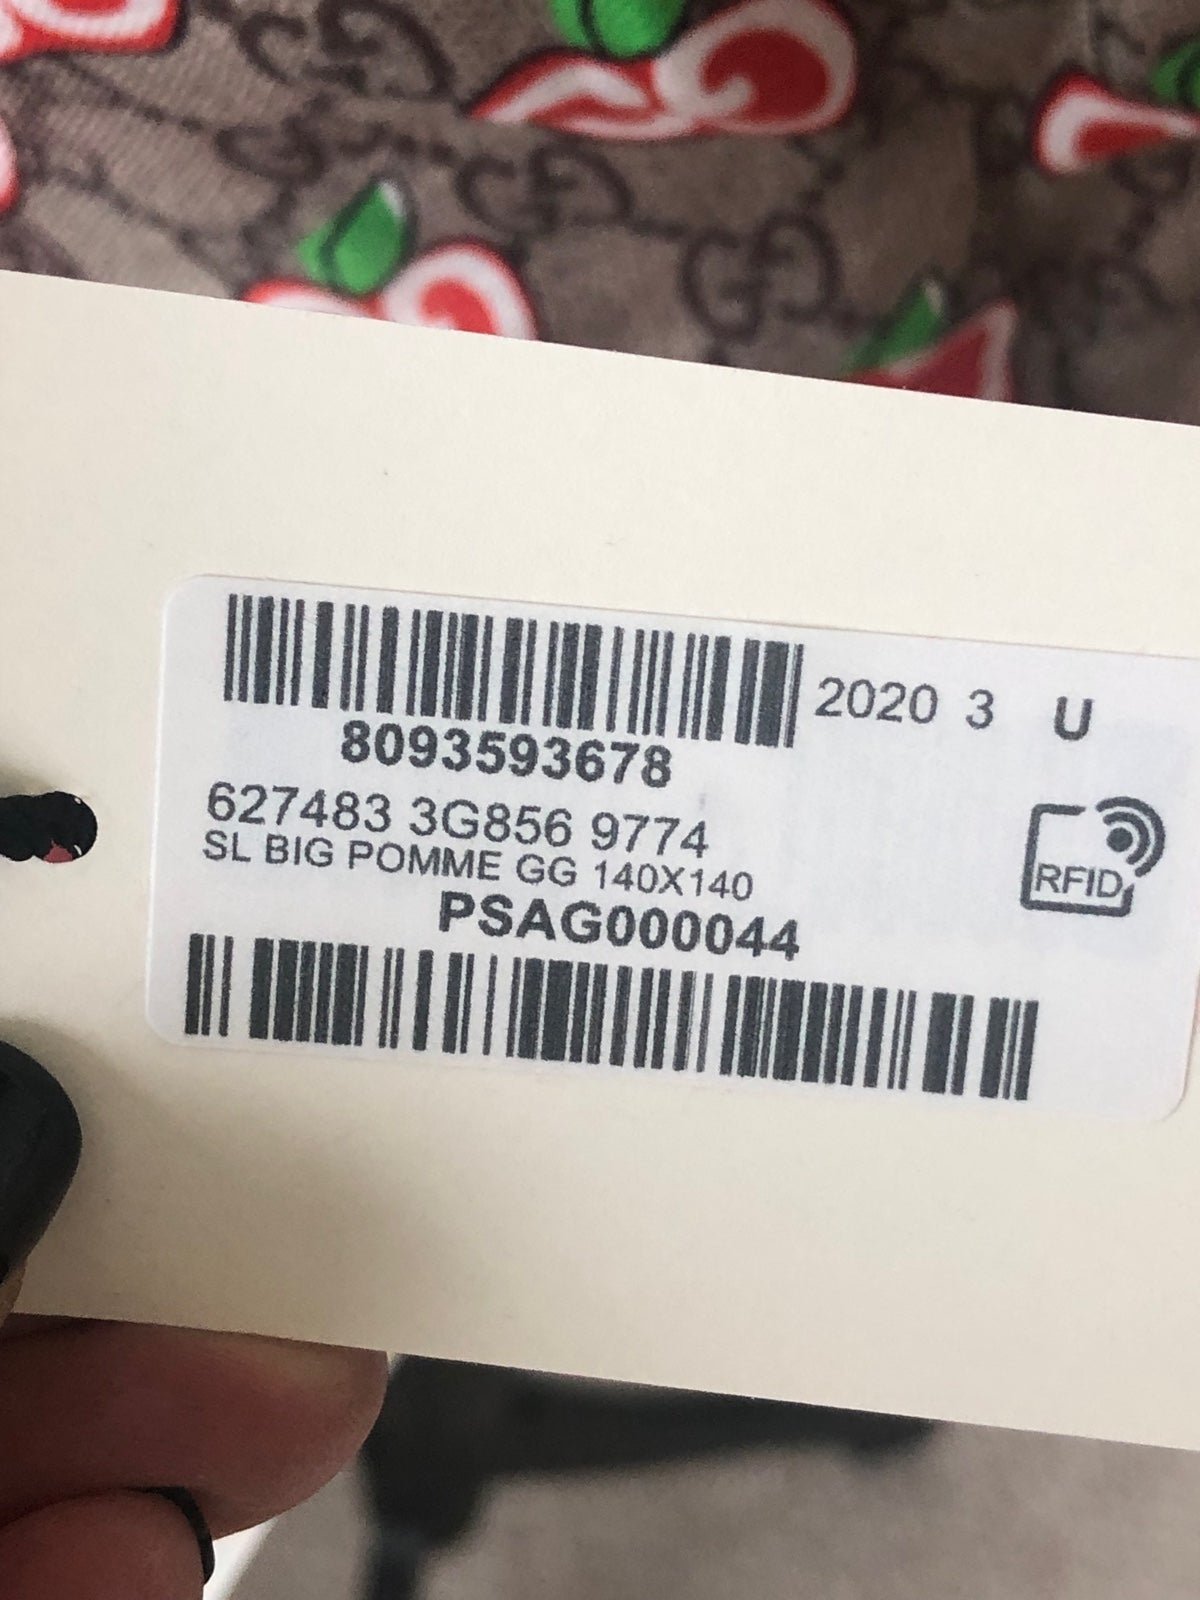 2020 3 U
8093593678
627483 3G856 9774
SL BIG POMME GG 140X140
RFID
PSAG000044